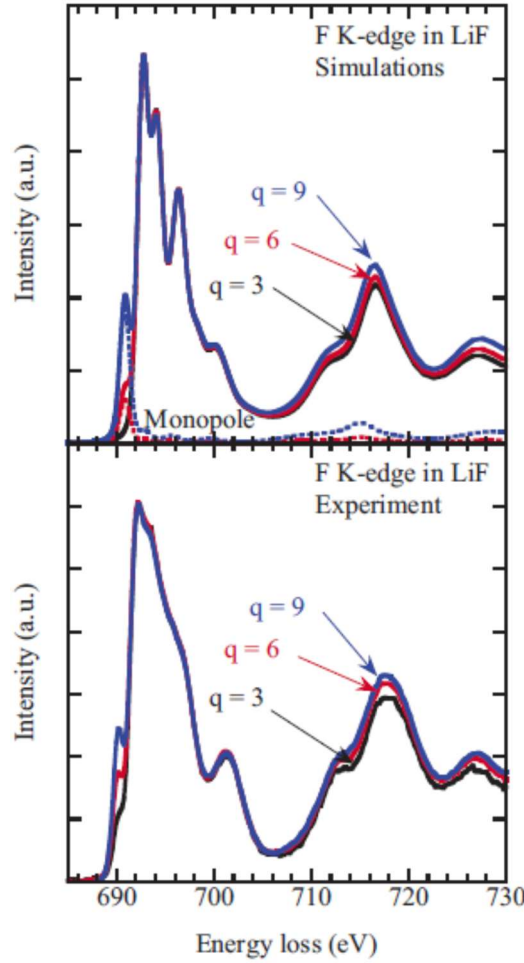 F K-edge in LiF
Simulations
Intensity (a.u.)
q = 9
q = 6
q = 3
Monopole
F K-edge in LiF
Experiment
Intensity (a.u.)
q = 9
q = 6
q = 3
690 700 710 720 730
Energy loss (eV)